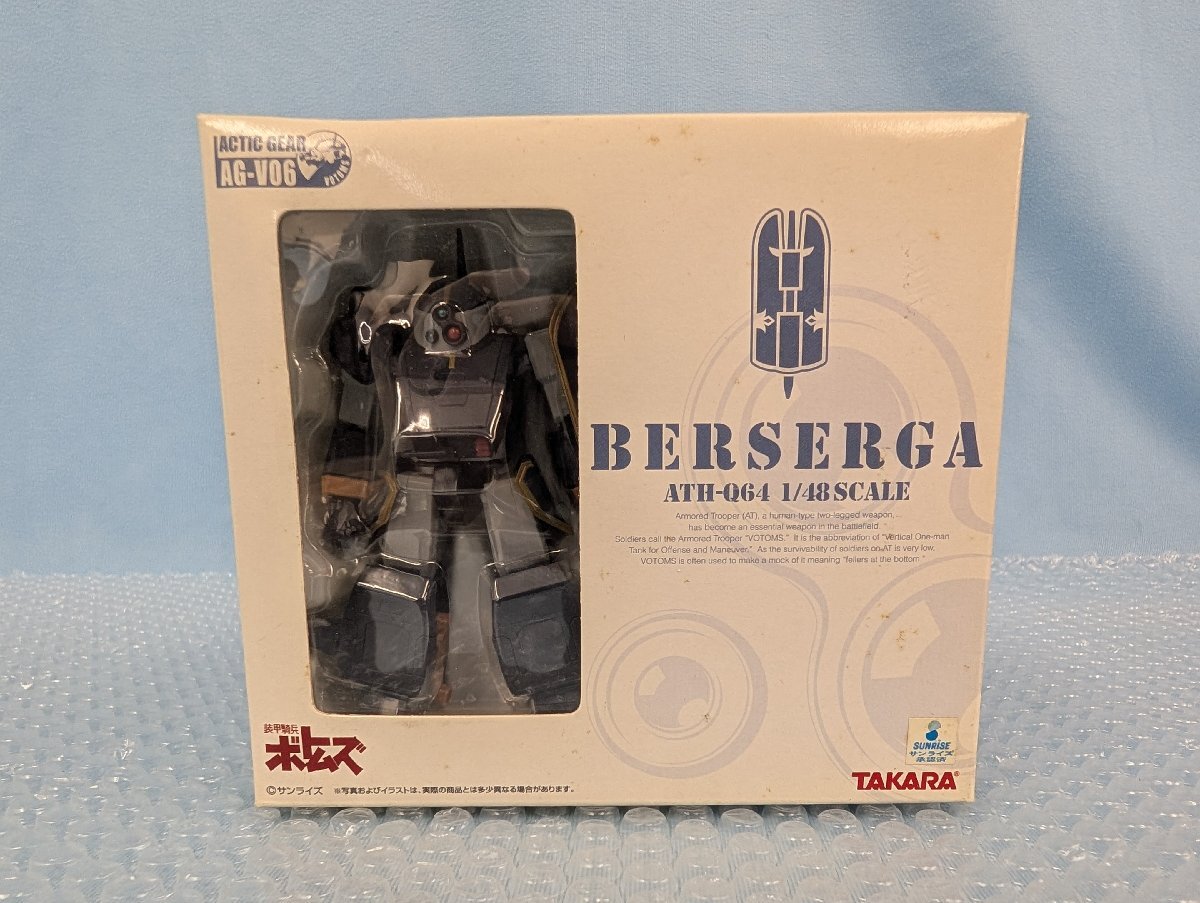 ACTIC GEAR
AG-V06
VOTOMS
BERSERGA
ATH-Q64 1/48 SCALE
Armored Trooper (AT), a human-type two-legged weapon,...
has become an essential weapon in the battlefield.
Soldiers call the Armored Trooper "VOTOMS." It is the abbreviation of "Vertical One-man
Tank for Offense and Maneuver." As the survivability of soldiers on AT is very low.
VOTOMS is often used to make a mock of it meaning "fellers at the bottom."
装甲騎兵
ボトムズ
©サンライズ ※写真およびイラストは、実際の商品とは多少異なる場合があります。
SUNRISE
サンライズ
承認済
TAKARA®